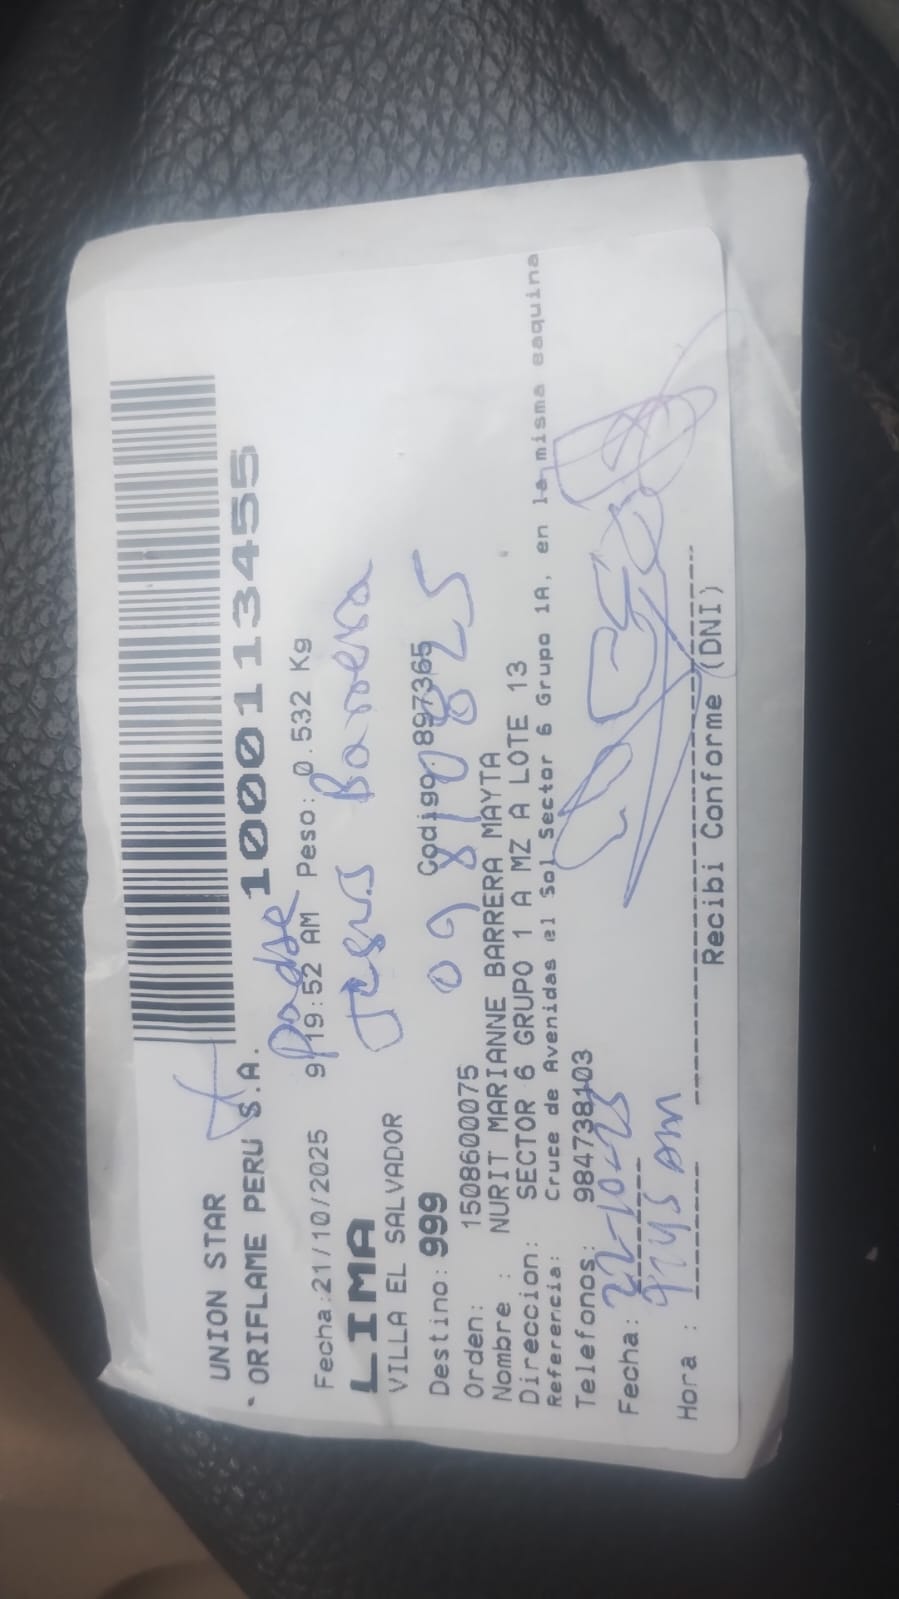 UNION STAR
ORIFLAME PERU S.A. 1000113455
Padre
Fecha:21/10/2025 9:19:52 AM Peso: 0.532 Kg
LIMA
Jesus Barrera
VILLA EL SALVADOR
Destino: 999 Codigo 897365
09810825
Orden: 1508600075
Nombre : NURIT MARIANNE BARRERA MAYTA
Direccion: SECTOR 6 GRUPO 1 A MZ A LOTE 13
Referencia: Cruce de Avenidas el Sol Sector 6 Grupo 1A, en la misma eaquina
Telefonos: 984738103
Fecha: 22-10-25
Hora : 9:45 AM
Recibi Conforme (DNI)